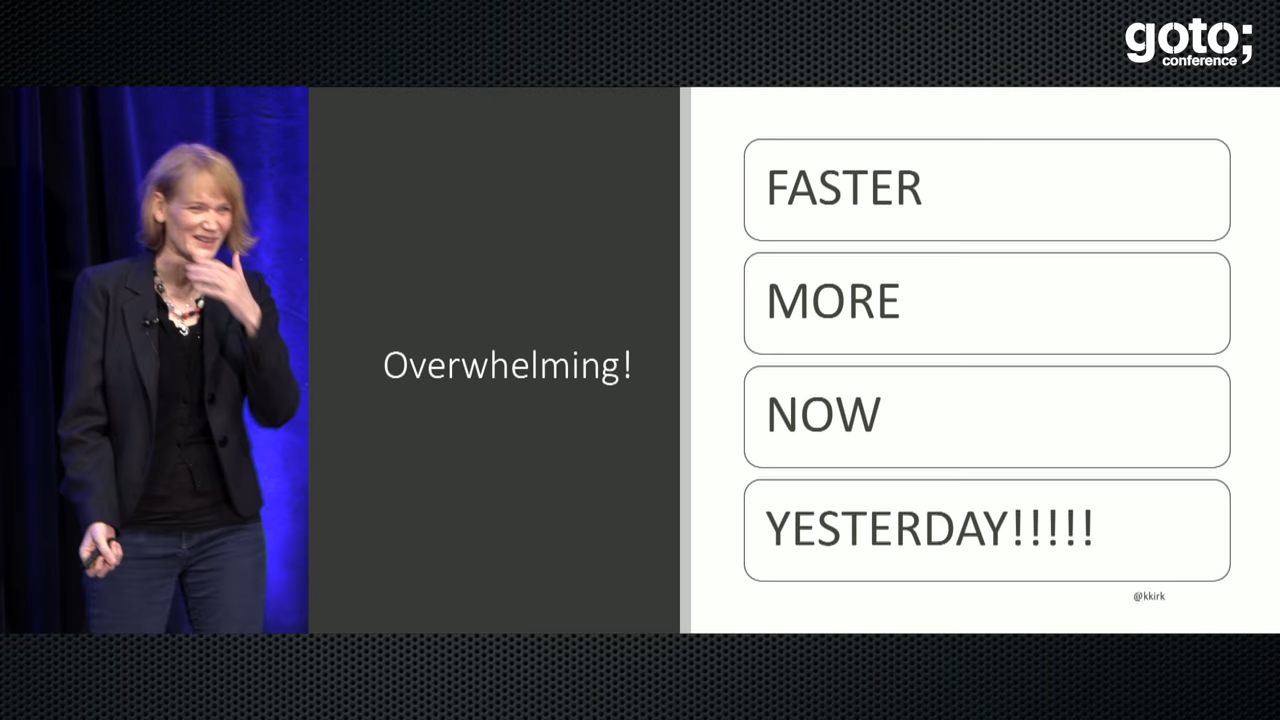 goto;
conference
Overwhelming!
FASTER
MORE
NOW
YESTERDAY!!!!!
@kkirk